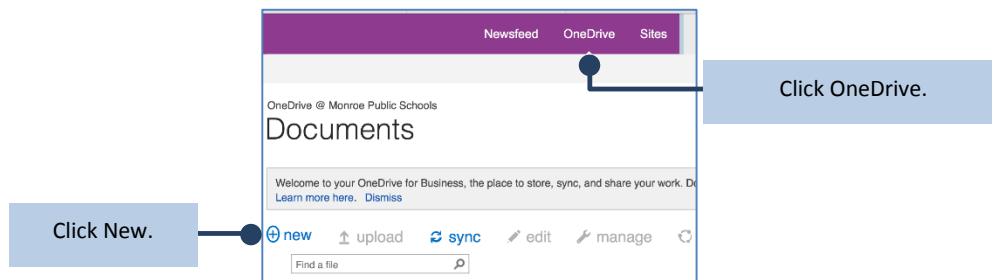 Newsfeed OneDrive Sites
Click OneDrive.
OneDrive @ Monroe Public Schools
Documents
Welcome to your OneDrive for Business, the place to store, sync, and share your work.
Learn more here. Dismiss
Click New.
new upload sync edit manage
Find a file